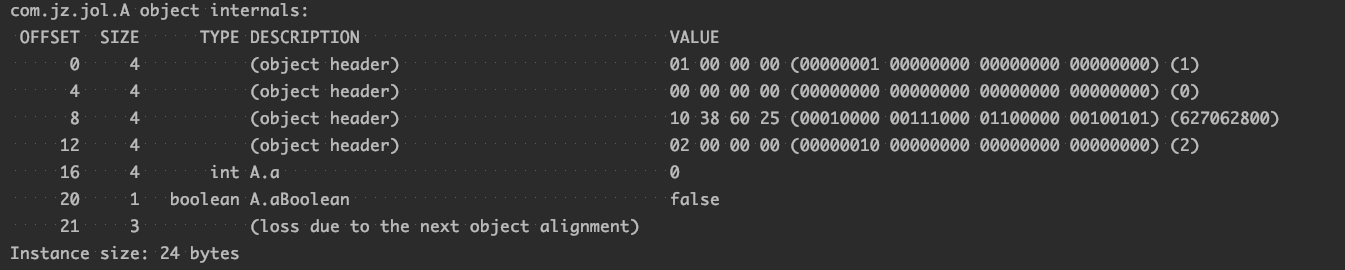 com.jz.jol.A object internals:
OFFSET SIZE TYPE DESCRIPTION VALUE
0 4 (object header) 01 00 00 00 (00000001 00000000 00000000 00000000) (1)
4 4 (object header) 00 00 00 00 (00000000 00000000 00000000 00000000) (0)
8 4 (object header) 10 38 60 25 (00010000 00111000 01100000 00100101) (627062800)
12 4 (object header) 02 00 00 00 (00000010 00000000 00000000 00000000) (2)
16 4 int A.a 0
20 1 boolean A.aBoolean false
21 3 (loss due to the next object alignment)
Instance size: 24 bytes